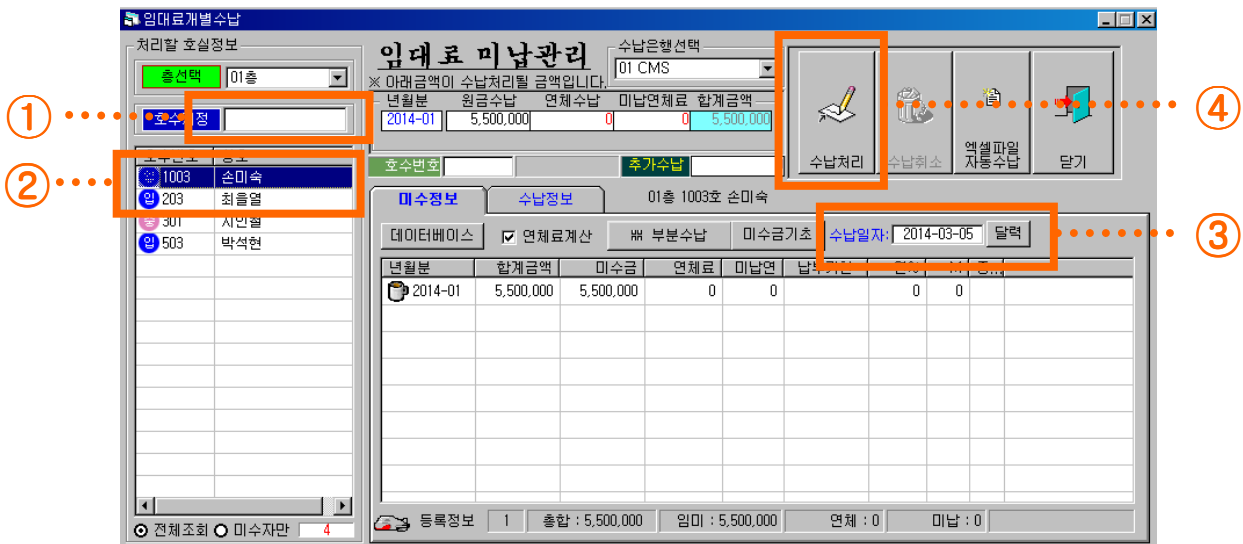 임대료개별수납
처리할 호실정보
층선택 01층
①
호수지정
②
1003 손미숙
입 203 최을열
중 301 지인철
입 503 박석현
전체조회 미수자만 4
임대료 미납관리
※ 아래금액이 수납처리될 금액입니다.
수납은행선택
01 CMS
년월분 원금수납 연체수납 미납연체료 합계금액
2014-01 5,500,000 0 0 5,500,000
호수번호 추가수납
수납처리 수납취소 엑셀파일 자동수납 닫기
④
미수정보 수납정보 01층 1003호 손미숙
데이터베이스 연체료계산 부분수납 미수금기초 수납일자: 2014-03-05 달력
③
년월분 합계금액 미수금 연체료 미납연
2014-01 5,500,000 5,500,000 0 0 0 0
등록정보 1 총합 : 5,500,000 임미 : 5,500,000 연체 : 0 미납 : 0